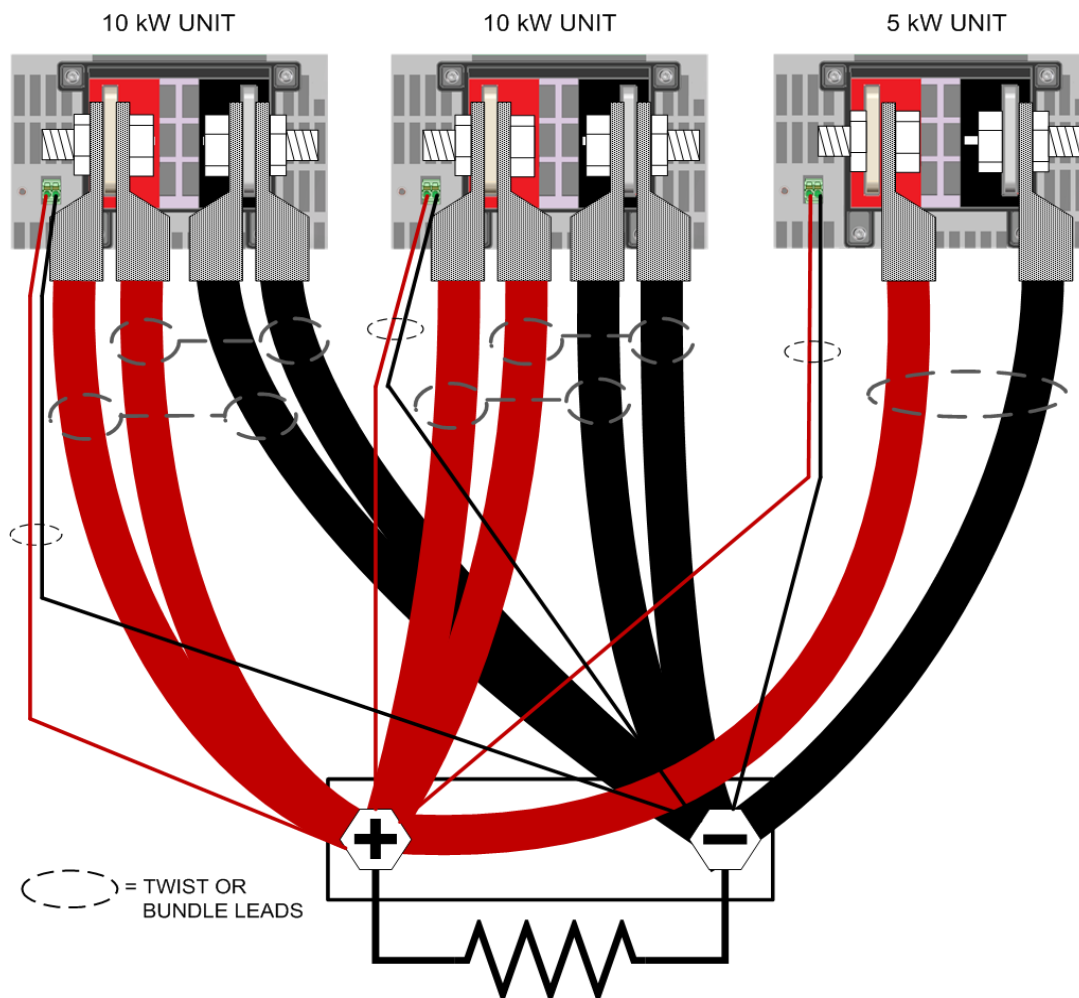 10 kW UNIT
10 kW UNIT
5 kW UNIT
+
−
= TWIST OR
BUNDLE LEADS